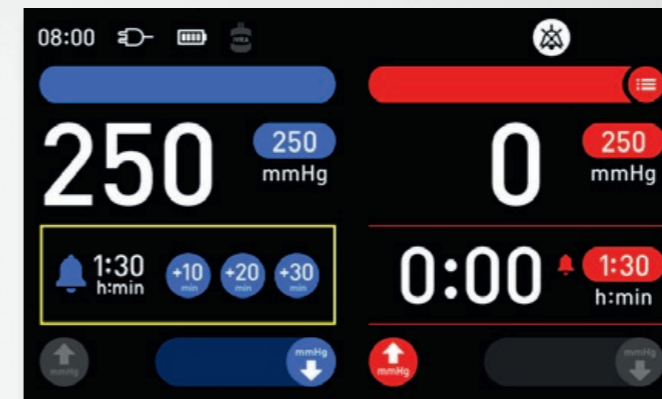 08:00 IVRA
250 250 mmHg
0 250 mmHg
1:30 h:min +10 min +20 min +30 min
0:00 1:30 h:min
mmHg mmHg mmHg mmHg